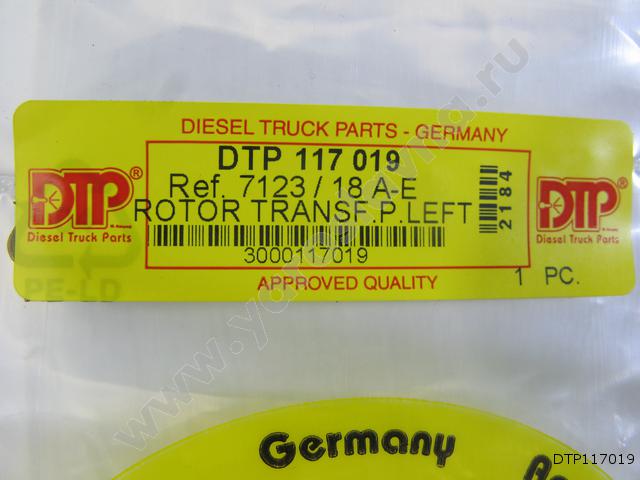 DIESEL TRUCK PARTS - GERMANY
DTP 117 019
Ref. 7123 / 18 A-E
ROTOR TRANSF.P.LEFT
3000117019
2184
APPROVED QUALITY
1 PC.
DTP®
Diesel Truck Parts
DTP®
Diesel Truck Parts
PE-LD
Germany
DTP117019